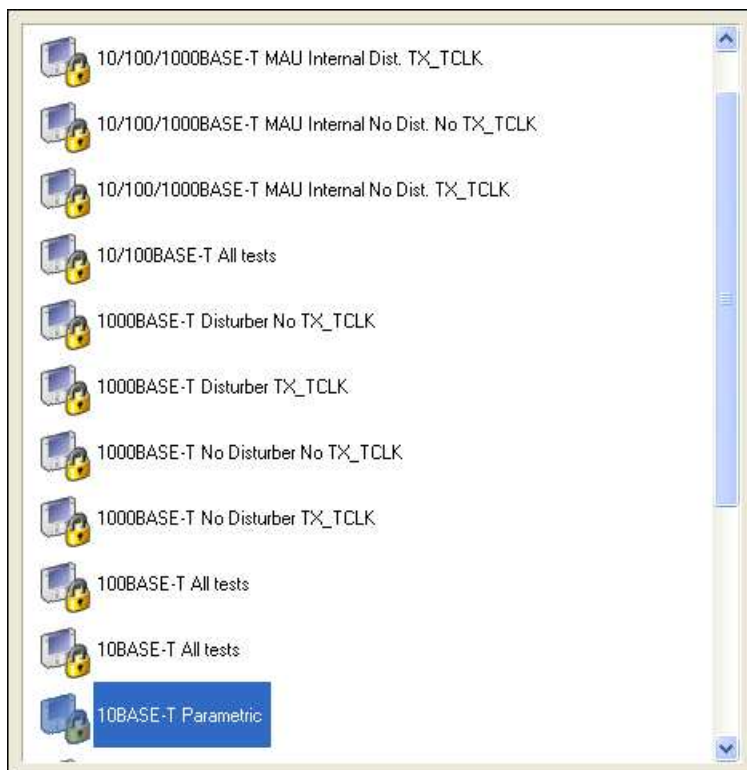 10/100/1000BASE-T MAU Internal Dist. TX_TCLK
10/100/1000BASE-T MAU Internal No Dist. No TX_TCLK
10/100/1000BASE-T MAU Internal No Dist. TX_TCLK
10/100BASE-T All tests
1000BASE-T Disturber No TX_TCLK
1000BASE-T Disturber TX_TCLK
1000BASE-T No Disturber No TX_TCLK
1000BASE-T No Disturber TX_TCLK
100BASE-T All tests
10BASE-T All tests
10BASE-T Parametric